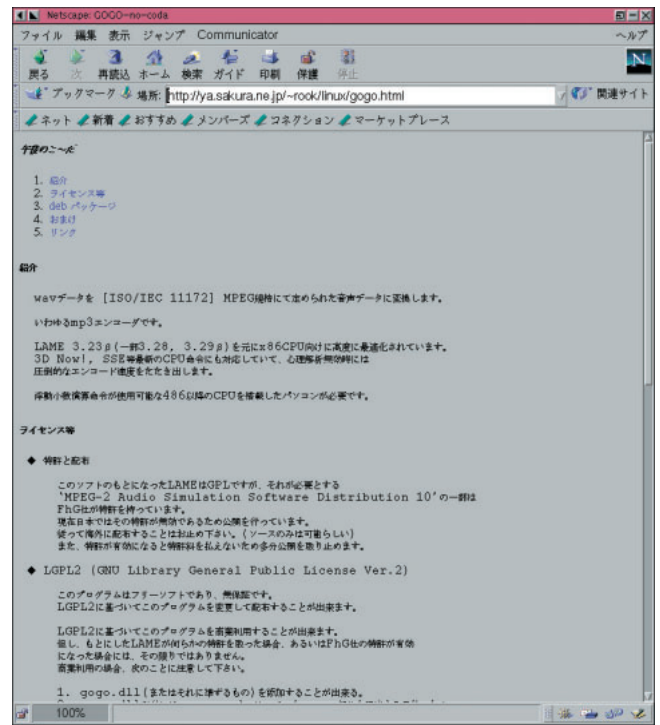 Netscape: GOGO-no-coda
ファイル 編集 表示 ジャンプ Communicator ヘルプ
戻る 次 再読込 ホーム 検索 ガイド 印刷 保護 停止
N
ブックマーク 場所: http://ya.sakura.ne.jp/~rook/linux/gogo.html 関連サイト
ネット 新着 おすすめ メンバーズ コネクション マーケットプレース
午後のこ〜だ
1. 紹介
2. ライセンス等
3. deb パッケージ
4. おまけ
5. リンク
紹介
wavデータを [ISO/IEC 11172] MPEG規格にて定められた音声データに変換します。
いわゆるmp3エンコーダです。
LAME 3.23β(一部3.28, 3.29β)を元にx86CPU向けに高度に最適化されています。
3D Now!, SSE等最新のCPU命令にも対応していて、心理解析無効時には
圧倒的なエンコード速度をたたき出します。
浮動小数演算命令が使用可能な486以降のCPUを搭載したパソコンが必要です。
ライセンス等
◆ 特許と配布
このソフトのもとになったLAMEはGPLですが、それが必要とする
`MPEG-2 Audio Simulation Software Distribution 10'の一部は
FhG社が特許を持っています。
現在日本ではその特許が無効であるため公開を行っています。
従って海外に配布することはお止め下さい。(ソースのみは可能らしい)
また、特許が有効になると特許料を払えないため多分公開を取り止めます。
◆ LGPL2 (GNU Library General Public License Ver.2)
このプログラムはフリーソフトであり、無保証です。
LGPL2に基づいてこのプログラムを変更して配布することが出来ます。
LGPL2に基づいてこのプログラムを商業利用することが出来ます。
但し、もとにしたLAMEが何らかの特許を取った場合、あるいはFhG社の特許が有効
になった場合には、その限りではありません。
商業利用の場合、次のことに注意して下さい。
1. gogo.dll(またはそれに準ずるもの)を添加することが出来る。
100%